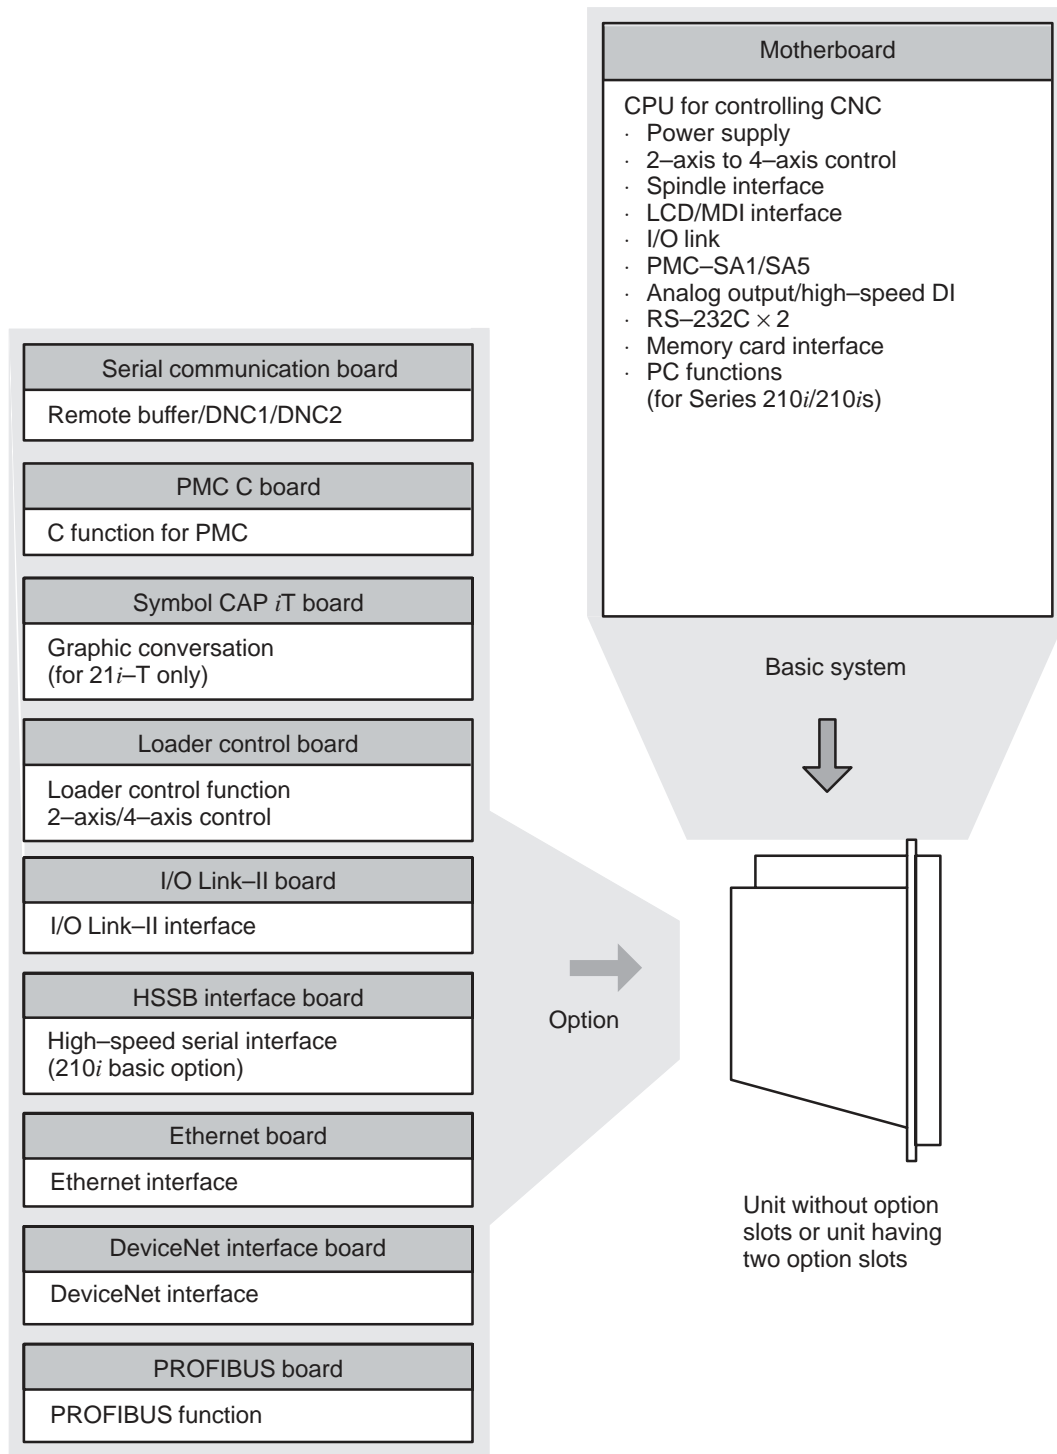 Motherboard
CPU for controlling CNC
· Power supply
· 2–axis to 4–axis control
· Spindle interface
· LCD/MDI interface
· I/O link
· PMC–SA1/SA5
· Analog output/high–speed DI
· RS–232C × 2
· Memory card interface
· PC functions
(for Series 210i/210is)
Basic system
Serial communication board
Remote buffer/DNC1/DNC2
PMC C board
C function for PMC
Symbol CAP iT board
Graphic conversation
(for 21i–T only)
Loader control board
Loader control function
2–axis/4–axis control
I/O Link–II board
I/O Link–II interface
HSSB interface board
High–speed serial interface
(210i basic option)
Ethernet board
Ethernet interface
DeviceNet interface board
DeviceNet interface
PROFIBUS board
PROFIBUS function
Option
Unit without option
slots or unit having
two option slots